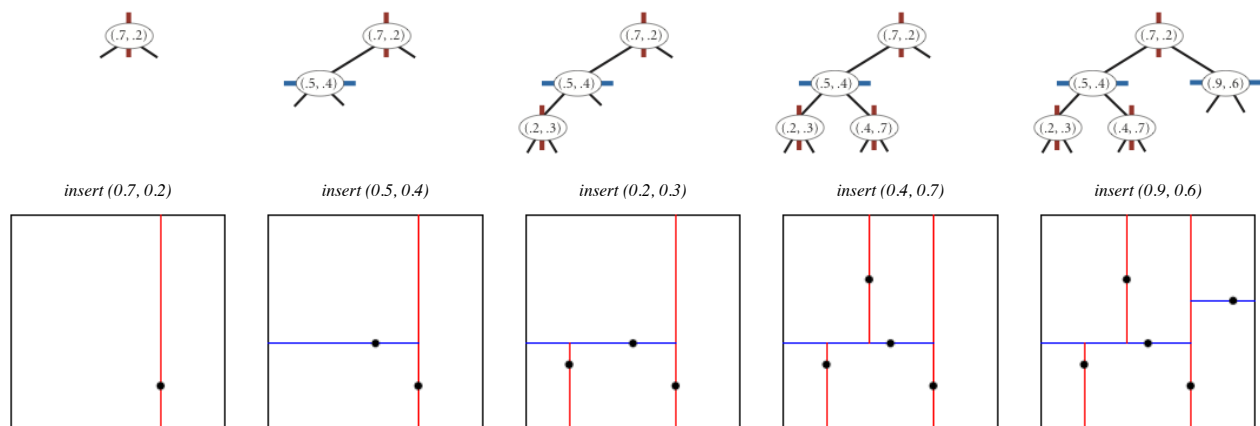 (.7, .2)
(.7, .2)
(.5, .4)
(.7, .2)
(.5, .4)
(.2, .3)
(.7, .2)
(.5, .4)
(.2, .3) (.4, .7)
(.7, .2)
(.5, .4) (.9, .6)
(.2, .3) (.4, .7)
insert (0.7, 0.2)
insert (0.5, 0.4)
insert (0.2, 0.3)
insert (0.4, 0.7)
insert (0.9, 0.6)